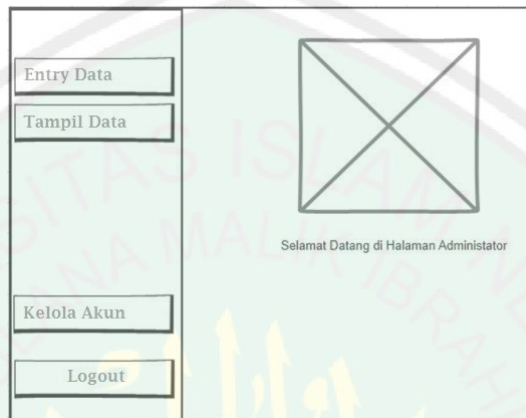 Entry Data
Tampil Data
Selamat Datang di Halaman Administator
Kelola Akun
Logout